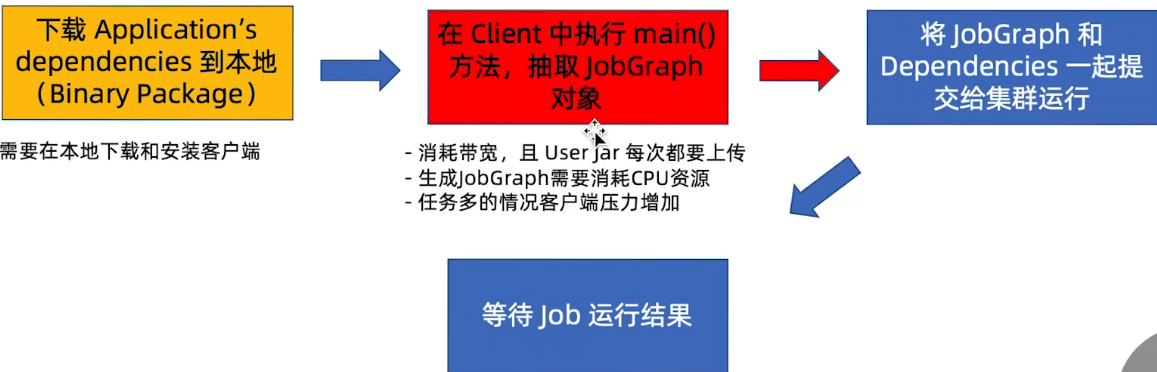 下载 Application's
dependencies 到本地
（Binary Package）
需要在本地下载和安装客户端
在 Client 中执行 main()
方法，抽取 JobGraph
对象
- 消耗带宽，且 User Jar 每次都要上传
- 生成JobGraph需要消耗CPU资源
- 任务多的情况客户端压力增加
将 JobGraph 和
Dependencies 一起提
交给集群运行
等待 Job 运行结果